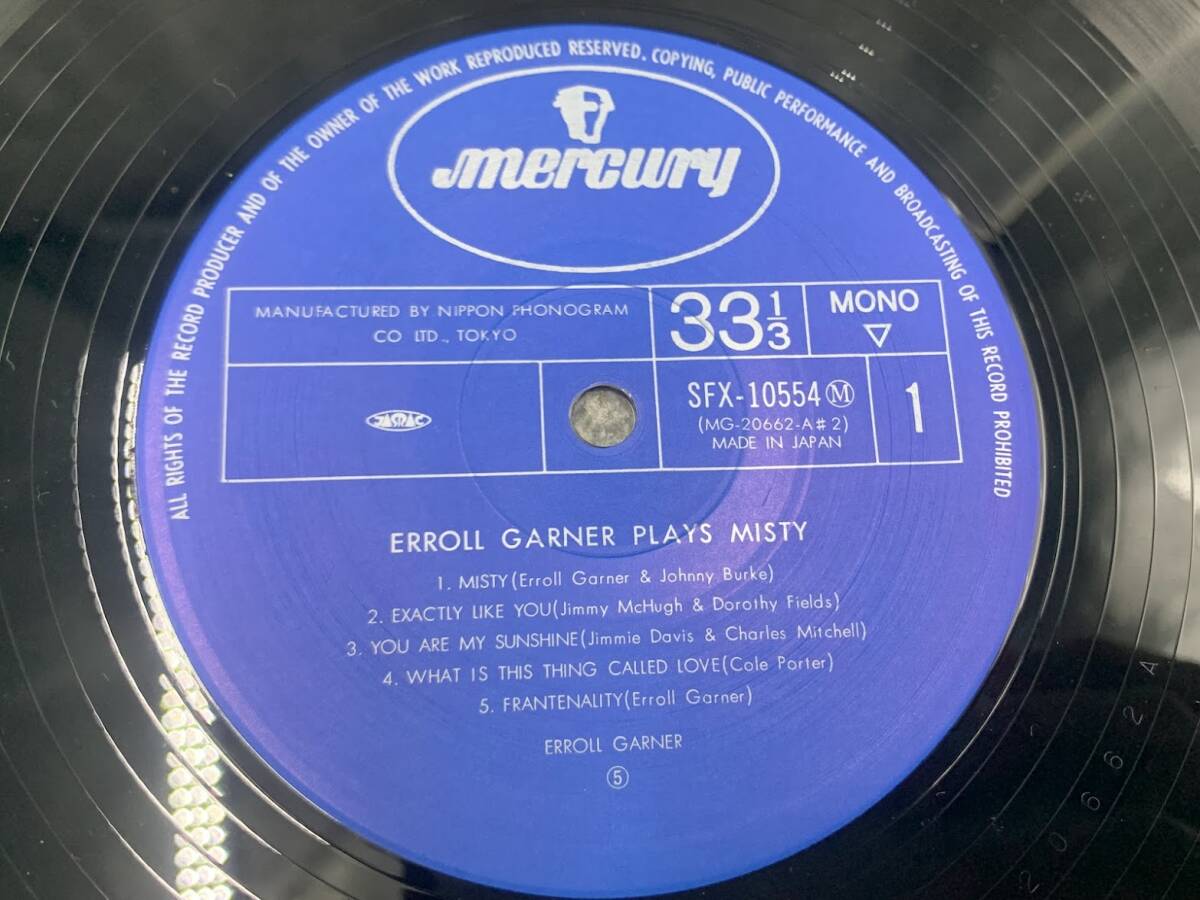 ALL RIGHTS OF THE RECORD PRODUCER AND OF THE OWNER OF THE WORK REPRODUCED RESERVED. COPYING, PUBLIC PERFORMANCE AND BROADCASTING OF THIS RECORD PROHIBITED
mercury
MANUFACTURED BY NIPPON PHONOGRAM
CO LTD., TOKYO
33 1/3
MONO
▽
JASRAC
SFX-10554 Ⓜ
(MG-20662-A#2)
MADE IN JAPAN
1
ERROLL GARNER PLAYS MISTY
1. MISTY(Erroll Garner & Johnny Burke)
2. EXACTLY LIKE YOU(Jimmy McHugh & Dorothy Fields)
3. YOU ARE MY SUNSHINE(Jimmie Davis & Charles Mitchell)
4. WHAT IS THIS THING CALLED LOVE(Cole Porter)
5. FRANTENALITY(Erroll Garner)
ERROLL GARNER
⑤
20662A